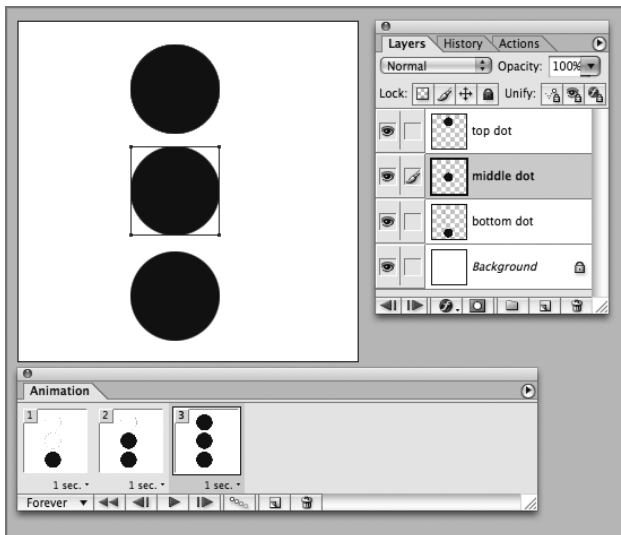 Layers History Actions
Normal Opacity: 100%
Lock: Unify:
top dot
middle dot
bottom dot
Background
Animation
1 2 3
1 sec. 1 sec. 1 sec.
Forever